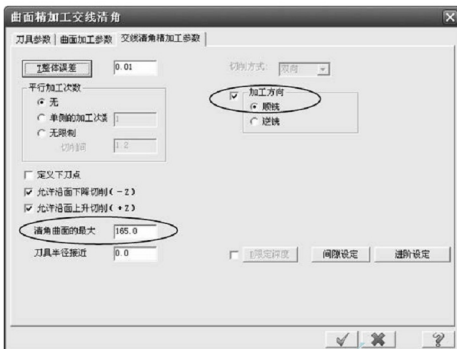 曲面精加工交线清角
刀具参数 曲面加工参数 交线清角精加工参数
整体误差 0.01
切削方式: 双向
平行加工次数
无
单侧的加工次数 1
无限制
切削间 1.2
加工方向
顺铣
逆铣
定义下刀点
允许沿面下降切削(-Z)
允许沿面上升切削(+Z)
清角曲面的最大 165.0
刀具半径接近 0.0
限定深度 间隙设定 进阶设定